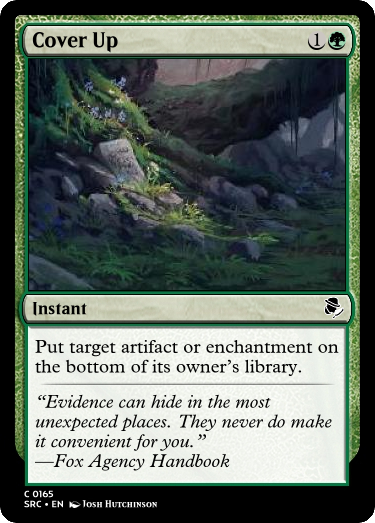 Cover Up 1
Instant
Put target artifact or enchantment on
the bottom of its owner's library.
“Evidence can hide in the most
unexpected places. They never do make
it convenient for you.”
—Fox Agency Handbook
C 0165
SRC • EN Josh Hutchinson